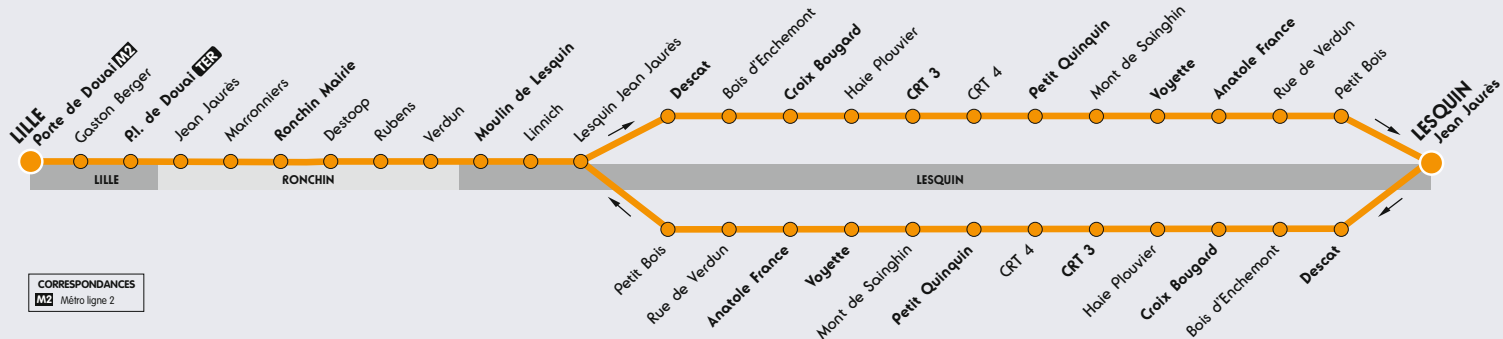 LILLE
Porte de Douai M2
Gaston Berger
P.l. de Douai TER
Jean Jaurès
Marronniers
Ronchin Mairie
Destoop
Rubens
Verdun
Moulin de Lesquin
Linnich
Lesquin Jean Jaurès
Descat
Bois d'Enchemont
Croix Bougard
Haie Plouvier
CRT 3
CRT 4
Petit Quinquin
Mont de Sainghin
Voyette
Anatole France
Rue de Verdun
Petit Bois
LESQUIN
Jean Jaurès
LILLE
RONCHIN
LESQUIN
Petit Bois
Rue de Verdun
Anatole France
Voyette
Mont de Sainghin
Petit Quinquin
CRT 4
CRT 3
Haie Plouvier
Croix Bougard
Bois d'Enchemont
Descat
CORRESPONDANCES
M2 Métro ligne 2